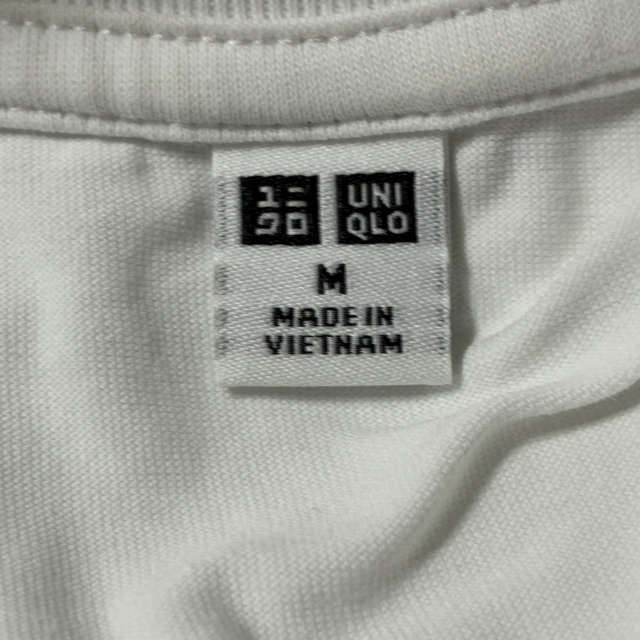 ユニ UNI
クロ QLO
M
MADE IN
VIETNAM